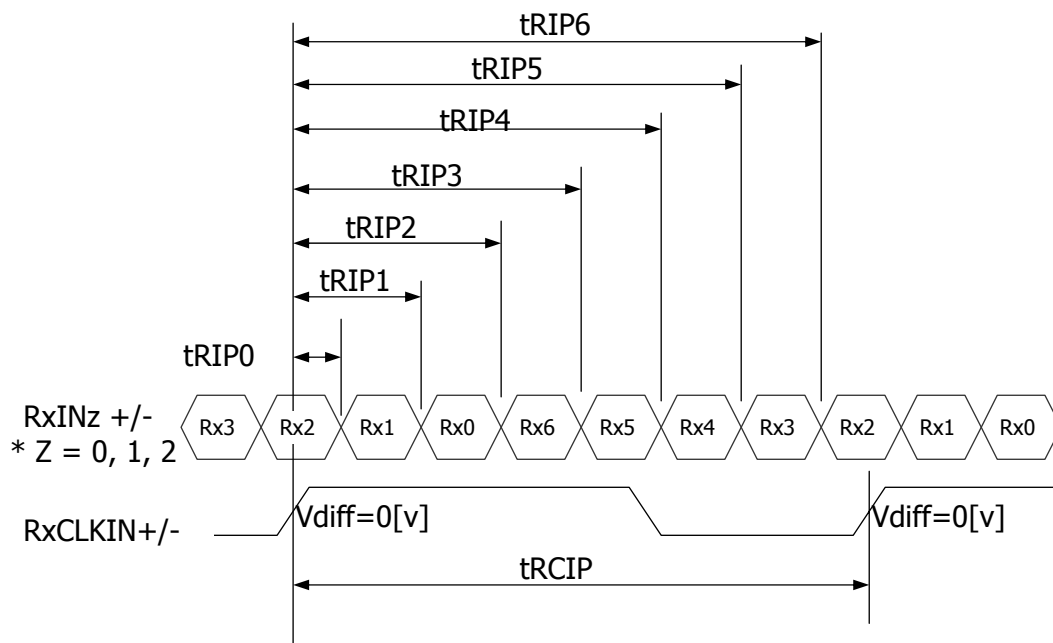 tRIP6
tRIP5
tRIP4
tRIP3
tRIP2
tRIP1
tRIP0
RxINz +/-
* Z = 0, 1, 2
Rx3 Rx2 Rx1 Rx0 Rx6 Rx5 Rx4 Rx3 Rx2 Rx1 Rx0
RxCLKIN+/-
Vdiff=0[v] Vdiff=0[v]
tRCIP